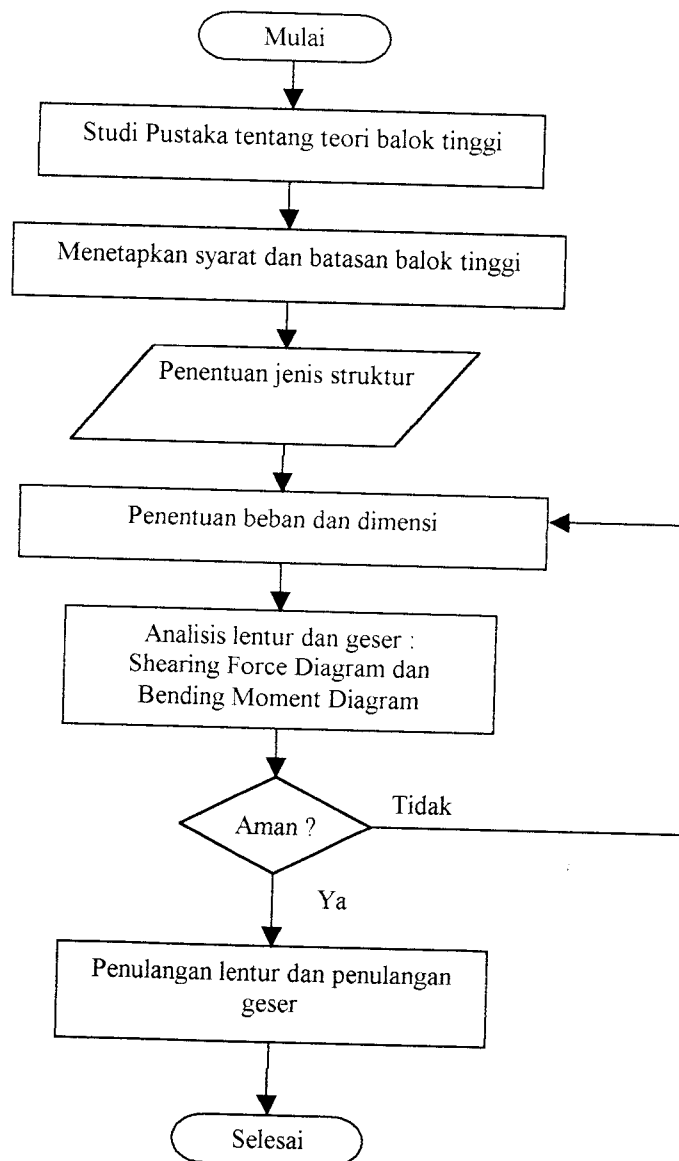 Mulai
Studi Pustaka tentang teori balok tinggi
Menetapkan syarat dan batasan balok tinggi
Penentuan jenis struktur
Penentuan beban dan dimensi
Analisis lentur dan geser :
Shearing Force Diagram dan
Bending Moment Diagram
Aman ?
Tidak
Ya
Penulangan lentur dan penulangan
geser
Selesai